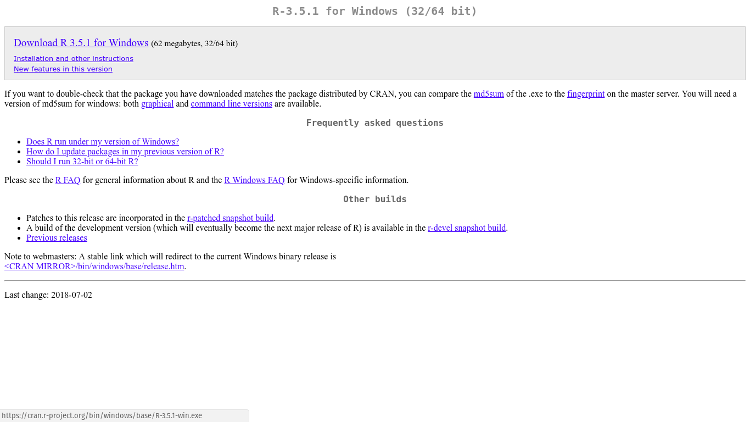 R-3.5.1 for Windows (32/64 bit)
Download R 3.5.1 for Windows (62 megabytes, 32/64 bit)
Installation and other instructions
New features in this version
If you want to double-check that the package you have downloaded matches the package distributed by CRAN, you can compare the md5sum of the .exe to the fingerprint on the master server. You will need a
version of md5sum for windows: both graphical and command line versions are available.
Frequently asked questions
Does R run under my version of Windows?
How do I update packages in my previous version of R?
Should I run 32-bit or 64-bit R?
Please see the R FAQ for general information about R and the R Windows FAQ for Windows-specific information.
Other builds
Patches to this release are incorporated in the r-patched snapshot build.
A build of the development version (which will eventually become the next major release of R) is available in the r-devel snapshot build.
Previous releases
Note to webmasters: A stable link which will redirect to the current Windows binary release is
<CRAN MIRROR>/bin/windows/base/release.htm.
Last change: 2018-07-02
https://cran.r-project.org/bin/windows/base/R-3.5.1-win.exe